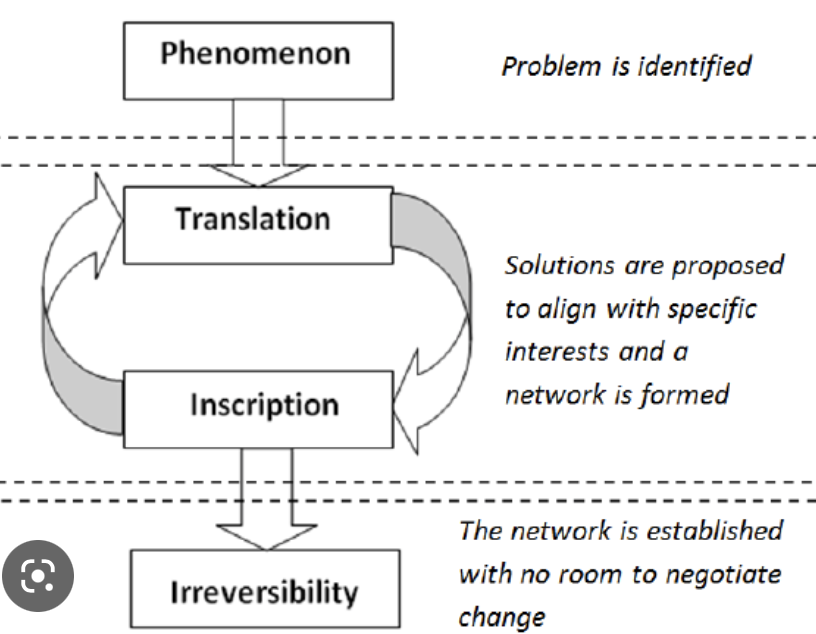 Phenomenon
Problem is identified
Translation
Solutions are proposed
to align with specific
interests and a
network is formed
Inscription
The network is established
with no room to negotiate
change
Irreversibility